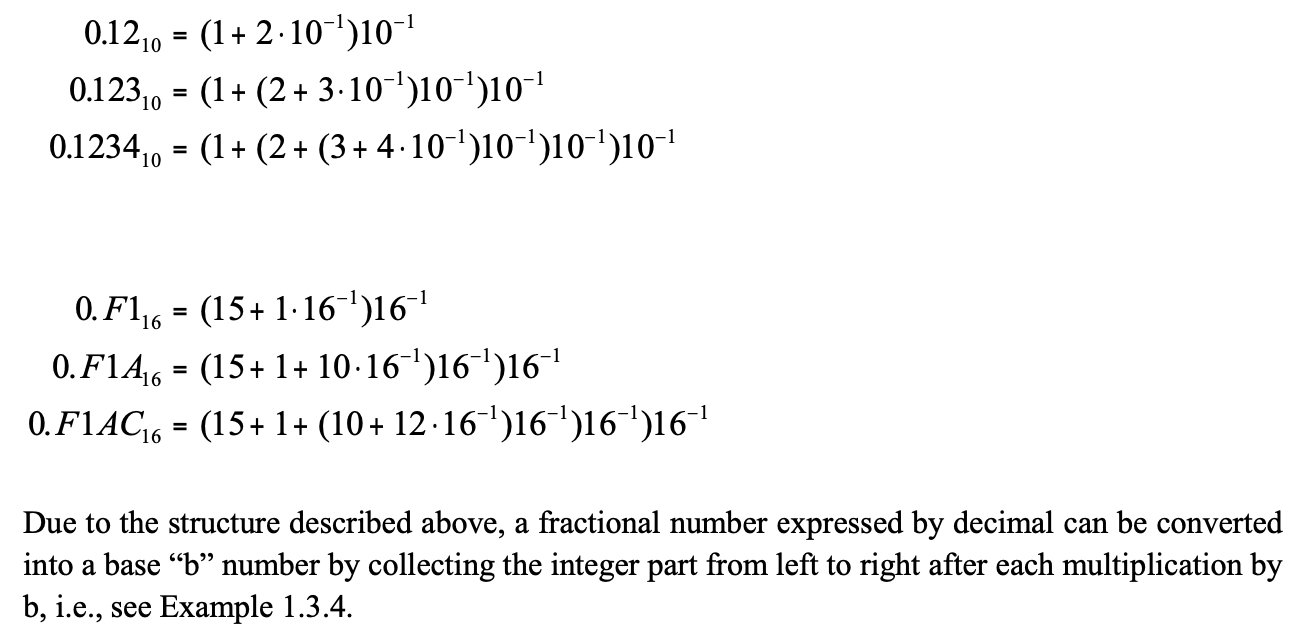 0.12₁₀ = (1 + 2·10⁻¹)10⁻¹
0.123₁₀ = (1 + (2 + 3·10⁻¹)10⁻¹)10⁻¹
0.1234₁₀ = (1 + (2 + (3 + 4·10⁻¹)10⁻¹)10⁻¹)10⁻¹
0.F1₁₆ = (15 + 1·16⁻¹)16⁻¹
0.F1A₁₆ = (15 + 1 + 10·16⁻¹)16⁻¹)16⁻¹
0.F1AC₁₆ = (15 + 1 + (10 + 12·16⁻¹)16⁻¹)16⁻¹)16⁻¹
Due to the structure described above, a fractional number expressed by decimal can be converted
into a base “b” number by collecting the integer part from left to right after each multiplication by
b, i.e., see Example 1.3.4.